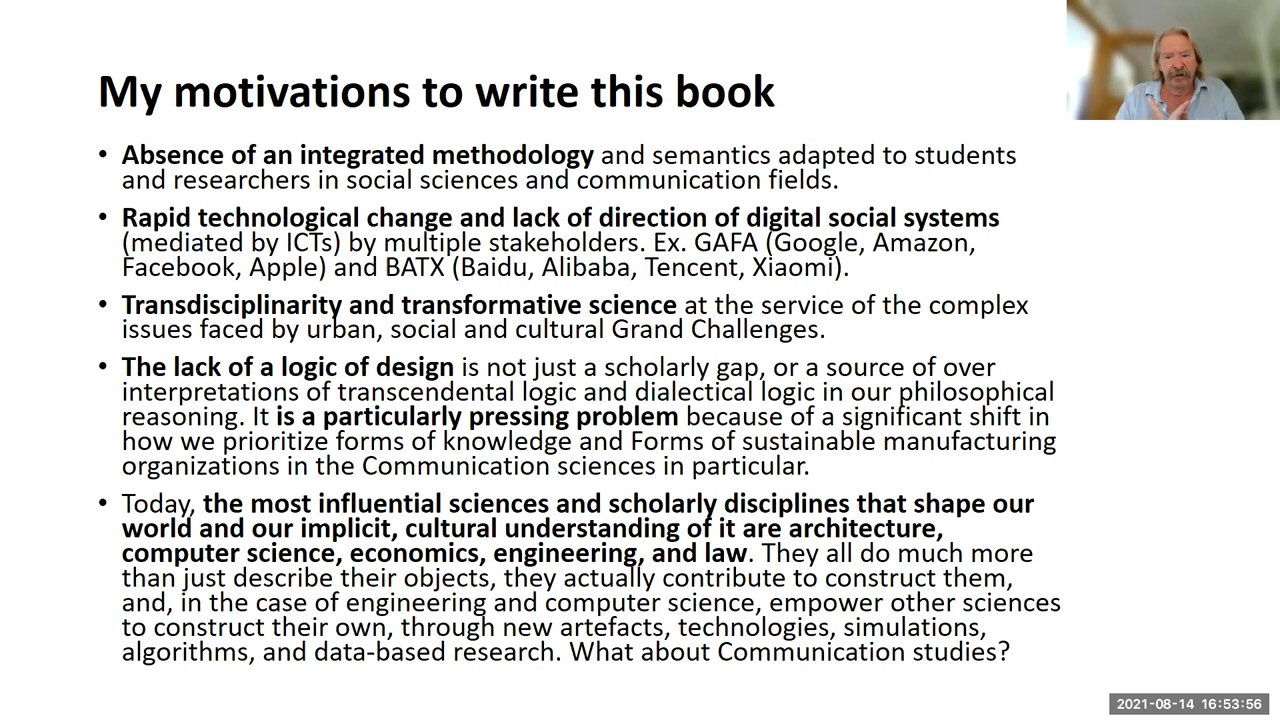 My motivations to write this book
• Absence of an integrated methodology and semantics adapted to students
and researchers in social sciences and communication fields.
• Rapid technological change and lack of direction of digital social systems
(mediated by ICTs) by multiple stakeholders. Ex. GAFA (Google, Amazon,
Facebook, Apple) and BATX (Baidu, Alibaba, Tencent, Xiaomi).
• Transdisciplinarity and transformative science at the service of the complex
issues faced by urban, social and cultural Grand Challenges.
• The lack of a logic of design is not just a scholarly gap, or a source of over
interpretations of transcendental logic and dialectical logic in our philosophical
reasoning. It is a particularly pressing problem because of a significant shift in
how we prioritize forms of knowledge and Forms of sustainable manufacturing
organizations in the Communication sciences in particular.
• Today, the most influential sciences and scholarly disciplines that shape our
world and our implicit, cultural understanding of it are architecture,
computer science, economics, engineering, and law. They all do much more
than just describe their objects, they actually contribute to construct them,
and, in the case of engineering and computer science, empower other sciences
to construct their own, through new artefacts, technologies, simulations,
algorithms, and data-based research. What about Communication studies?
2021-08-14 16:53:56